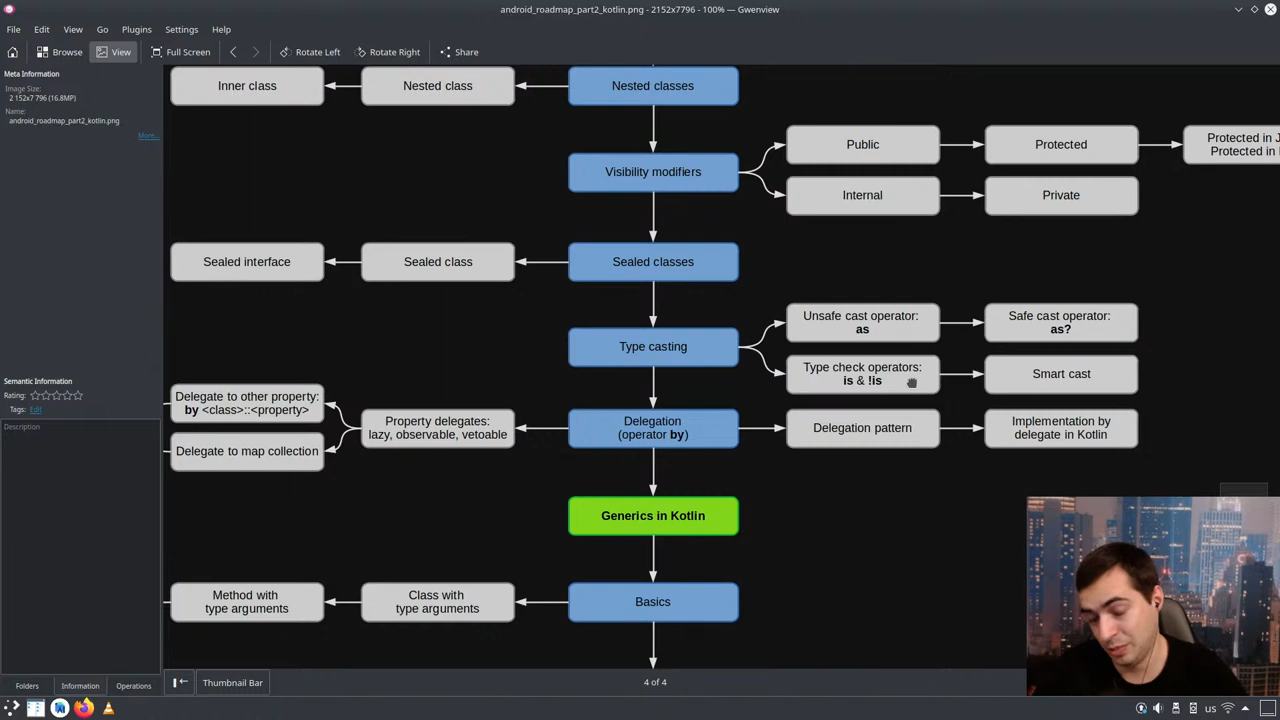 android_roadmap_part2_kotlin.png - 2152x7796 - 100% — Gwenview
File Edit View Go Plugins Settings Help
Browse View Full Screen Rotate Left Rotate Right Share
Meta Information
Image Size:
2 152x7 796 (16.8MP)
Name:
android_roadmap_part2_kotlin.png
More...
Semantic Information
Rating:
Tags: Edit
Description
Inner class
Nested class
Nested classes
Visibility modifiers
Public
Protected
Protected in J
Protected in
Internal
Private
Sealed interface
Sealed class
Sealed classes
Type casting
Unsafe cast operator:
as
Safe cast operator:
as?
Type check operators:
is & !is
Smart cast
Delegate to other property:
by <class>::<property>
Delegate to map collection
Property delegates:
lazy, observable, vetoable
Delegation
(operator by)
Delegation pattern
Implementation by
delegate in Kotlin
Generics in Kotlin
Method with
type arguments
Class with
type arguments
Basics
Folders Information Operations
Thumbnail Bar
4 of 4
us